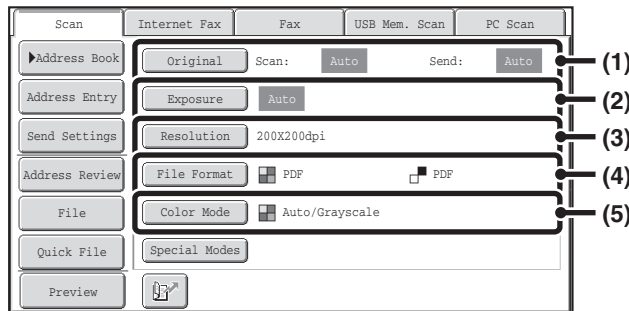 Scan Internet Fax Fax USB Mem. Scan PC Scan
Address Book Original Scan: Auto Send: Auto (1)
Address Entry Exposure Auto (2)
Send Settings Resolution 200X200dpi (3)
Address Review File Format PDF PDF (4)
File Color Mode Auto/Grayscale (5)
Quick File Special Modes
Preview